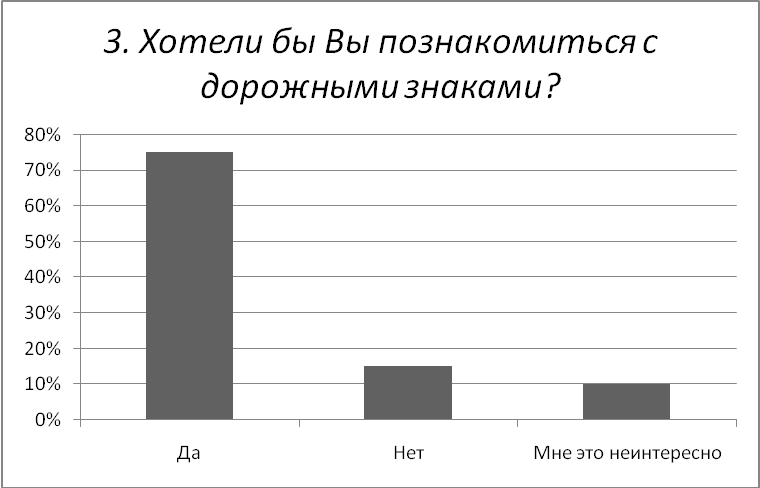 3. Хотели бы Вы познакомиться с
дорожными знаками?
80%
70%
60%
50%
40%
30%
20%
10%
0%
Да
Нет
Мне это неинтересно